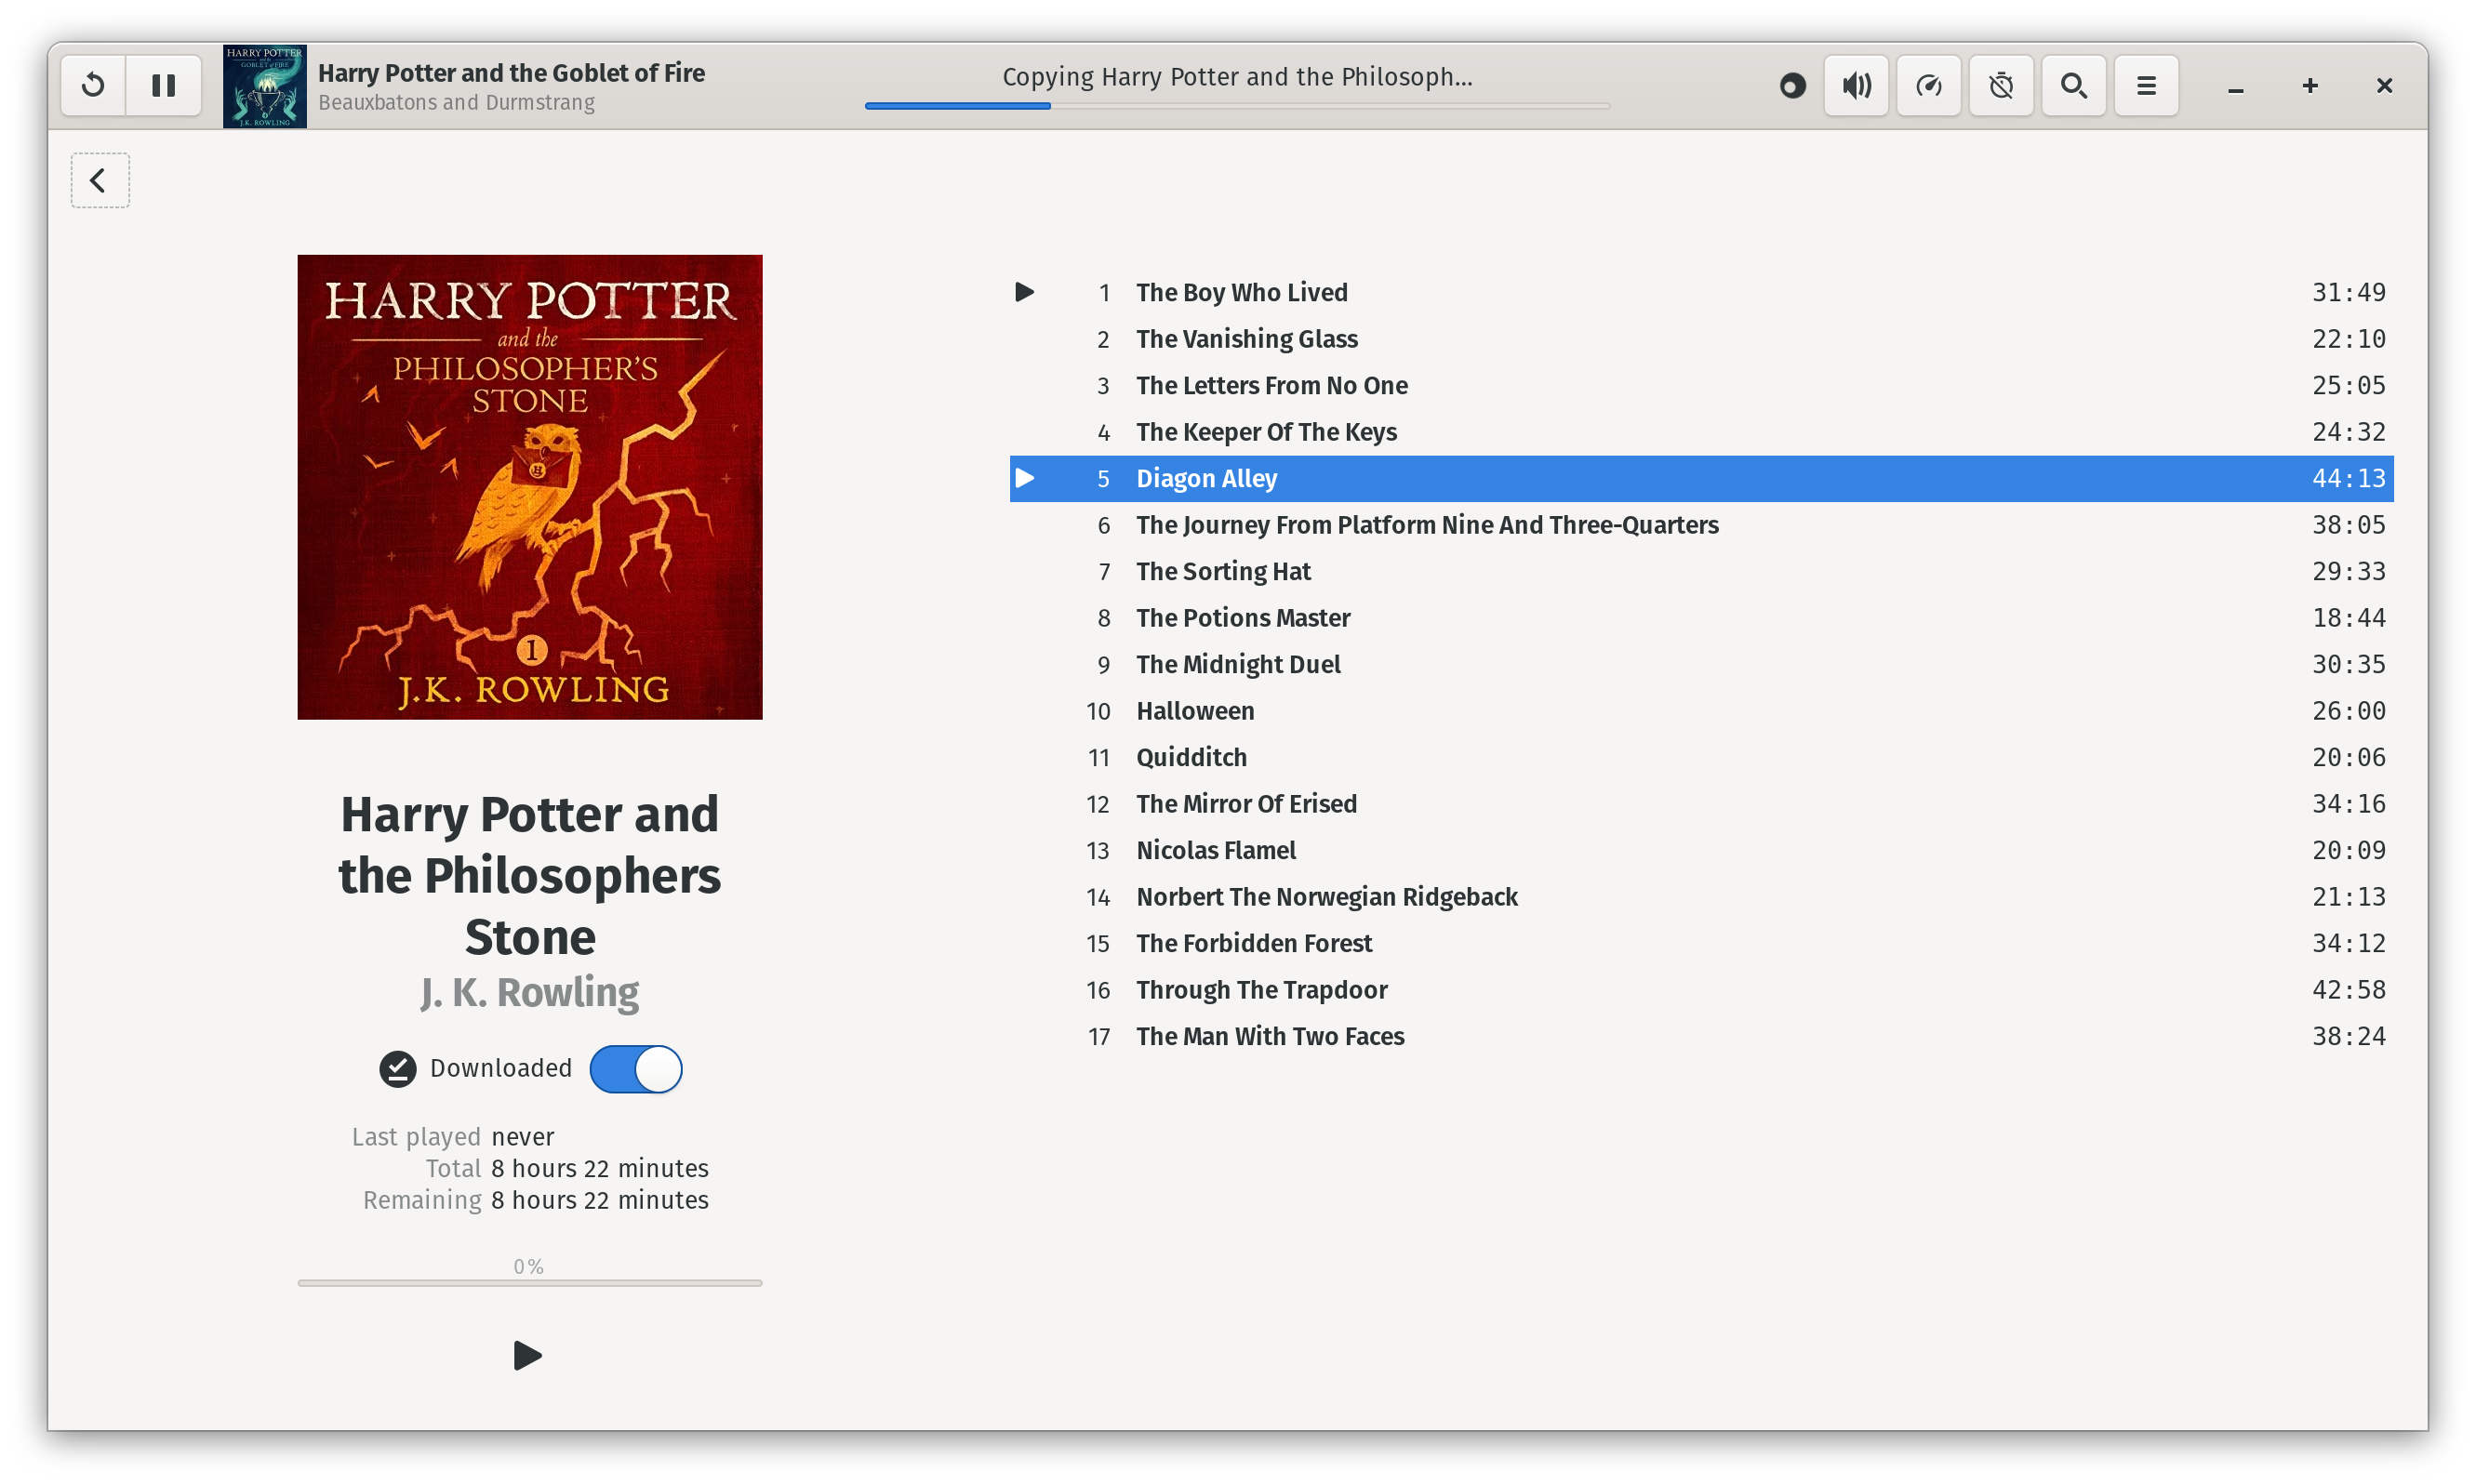 HARRY POTTER
and the
GOBLET of FIRE
J.K. ROWLING
Harry Potter and the Goblet of Fire
Beauxbatons and Durmstrang
Copying Harry Potter and the Philosoph...
HARRY POTTER
and the
PHILOSOPHER'S
STONE
H
1
J.K. ROWLING
Harry Potter and
the Philosophers
Stone
J. K. Rowling
Downloaded
Last played never
Total 8 hours 22 minutes
Remaining 8 hours 22 minutes
0%
1 The Boy Who Lived 31:49
2 The Vanishing Glass 22:10
3 The Letters From No One 25:05
4 The Keeper Of The Keys 24:32
5 Diagon Alley 44:13
6 The Journey From Platform Nine And Three-Quarters 38:05
7 The Sorting Hat 29:33
8 The Potions Master 18:44
9 The Midnight Duel 30:35
10 Halloween 26:00
11 Quidditch 20:06
12 The Mirror Of Erised 34:16
13 Nicolas Flamel 20:09
14 Norbert The Norwegian Ridgeback 21:13
15 The Forbidden Forest 34:12
16 Through The Trapdoor 42:58
17 The Man With Two Faces 38:24